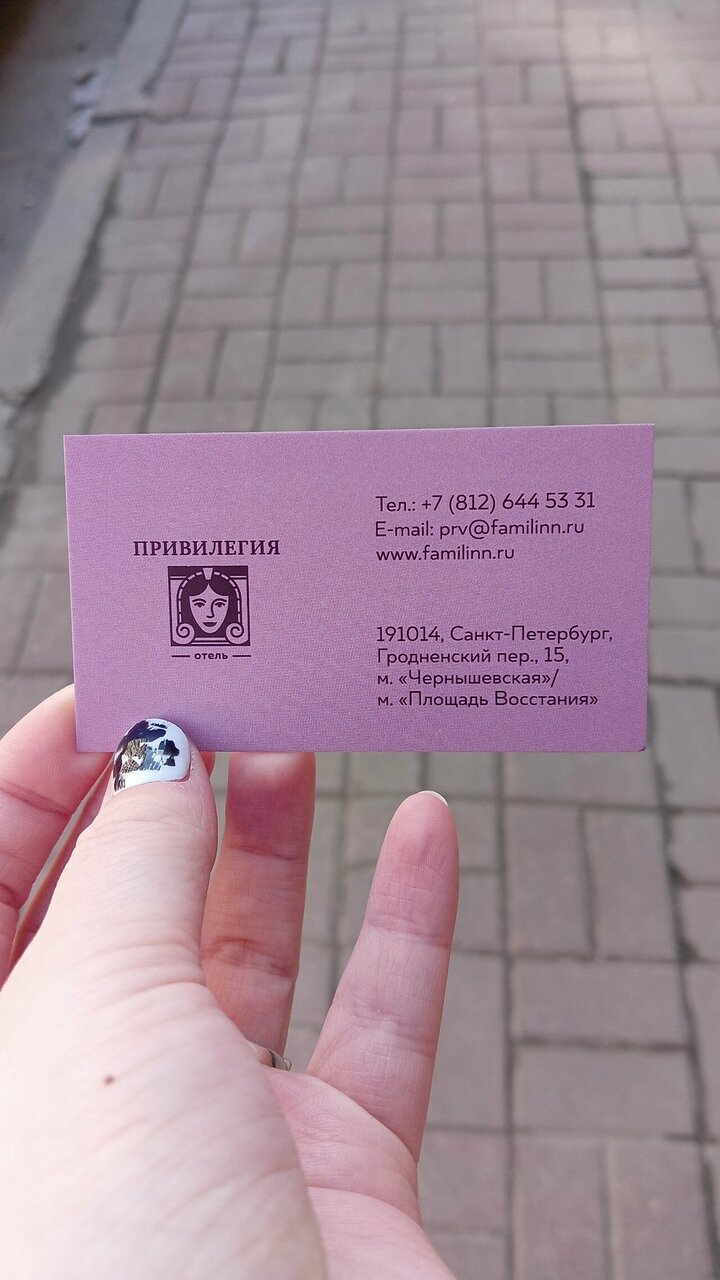 ПРИВИЛЕГИЯ
отель
Тел.: +7 (812) 644 53 31
E-mail: prv@familinn.ru
www.familinn.ru
191014, Санкт-Петербург,
Гродненский пер., 15,
м. «Чернышевская»/
м. «Площадь Восстания»